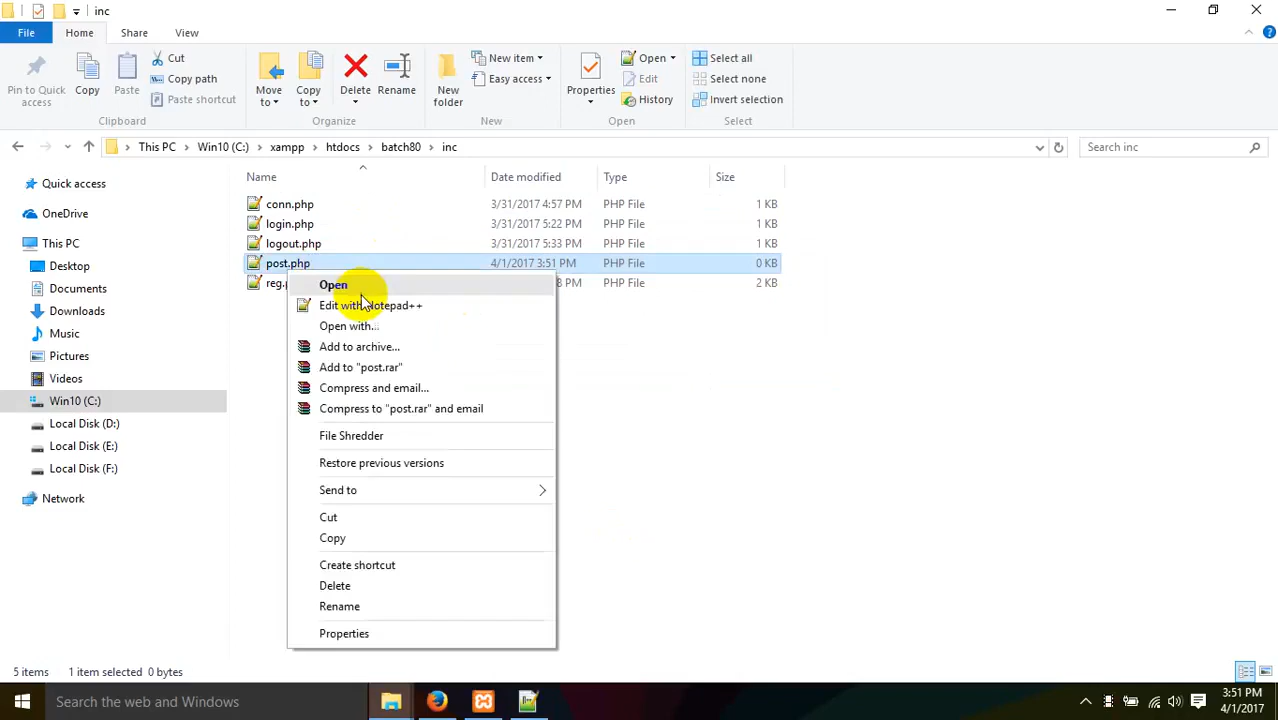 inc
File Home Share View
Pin to Quick access
Copy
Paste
Cut
Copy path
Paste shortcut
Clipboard
Move to
Copy to
Delete
Rename
Organize
New folder
New item
Easy access
New
Properties
Open
Edit
History
Open
Select all
Select none
Invert selection
Select
This PC Win10 (C:) xampp htdocs batch80 inc
Search inc
Name Date modified Type Size
Quick access
OneDrive
This PC
Desktop
Documents
Downloads
Music
Pictures
Videos
Win10 (C:)
Local Disk (D:)
Local Disk (E:)
Local Disk (F:)
Network
conn.php 3/31/2017 4:57 PM PHP File 1 KB
login.php 3/31/2017 5:22 PM PHP File 1 KB
logout.php 3/31/2017 5:33 PM PHP File 1 KB
post.php 4/1/2017 3:51 PM PHP File 0 KB
PM PHP File 2 KB
Open
Edit with Notepad++
Open with...
Add to archive...
Add to "post.rar"
Compress and email...
Compress to "post.rar" and email
File Shredder
Restore previous versions
Send to
Cut
Copy
Create shortcut
Delete
Rename
Properties
5 items 1 item selected 0 bytes
Search the web and Windows
3:51 PM
4/1/2017